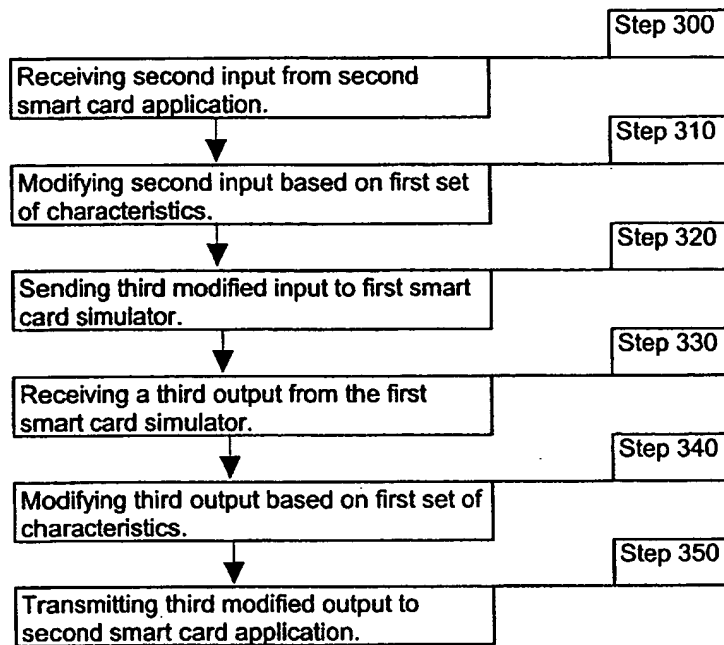 Step 300
Receiving second input from second
smart card application.
Step 310
Modifying second input based on first set
of characteristics.
Step 320
Sending third modified input to first smart
card simulator.
Step 330
Receiving a third output from the first
smart card simulator.
Step 340
Modifying third output based on first set of
characteristics.
Step 350
Transmitting third modified output to
second smart card application.